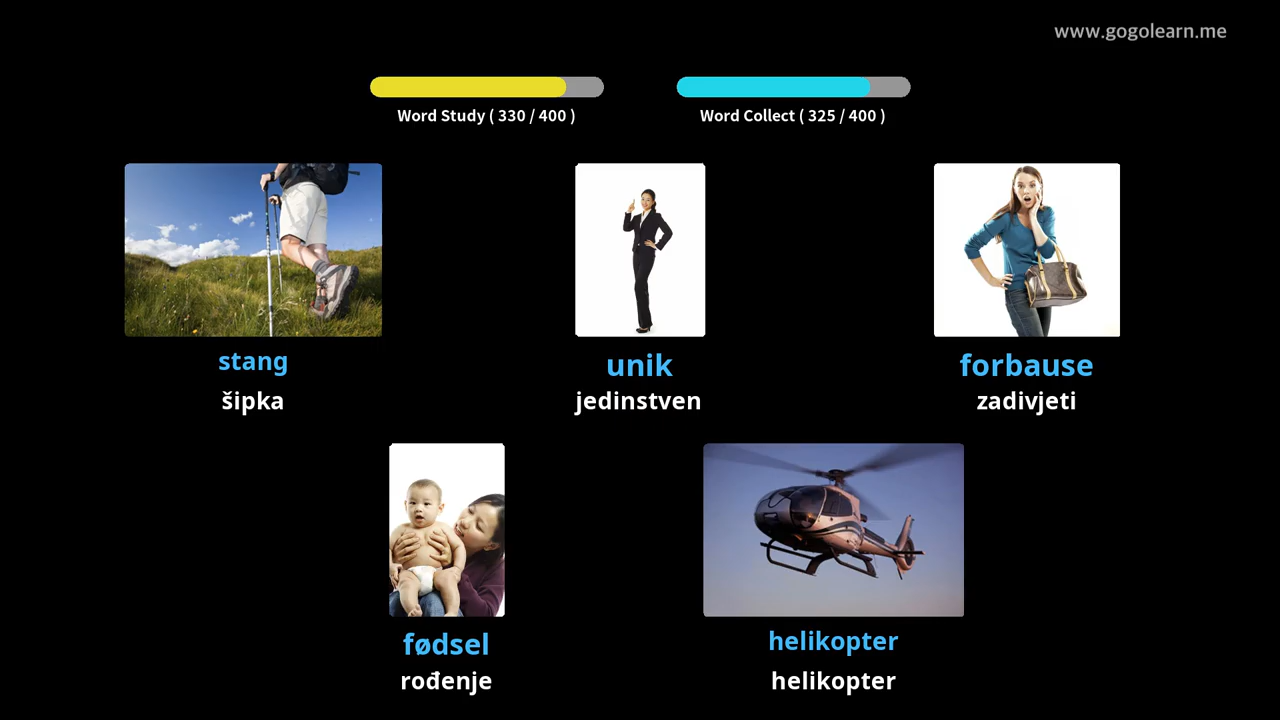 www.gogolearn.me
Word Study ( 330 / 400 )
Word Collect ( 325 / 400 )
stang
šipka
unik
jedinstven
forbause
zadivjeti
fødsel
rođenje
helikopter
helikopter